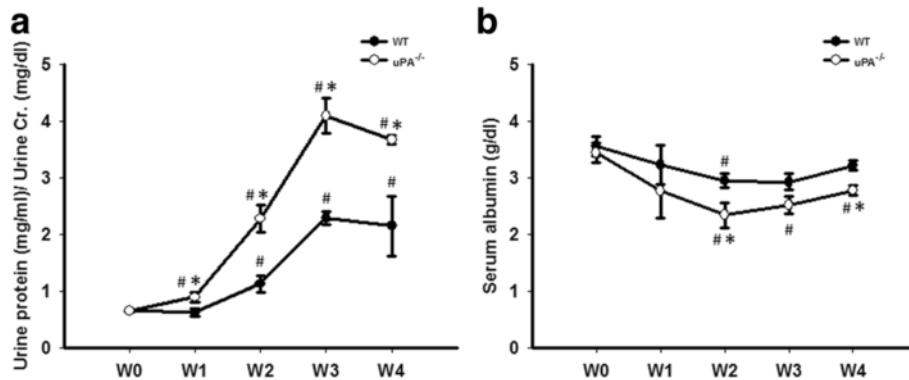 a
WT
uPA-/-
Urine protein (mg/ml)/ Urine Cr. (mg/dl)
5
4
3
2
1
0
# *
# *
# *
# *
#
#
#
W0 W1 W2 W3 W4
b
WT
uPA-/-
Serum albumin (g/dl)
5
4
3
2
1
0
#
# *
#
# *
W0 W1 W2 W3 W4